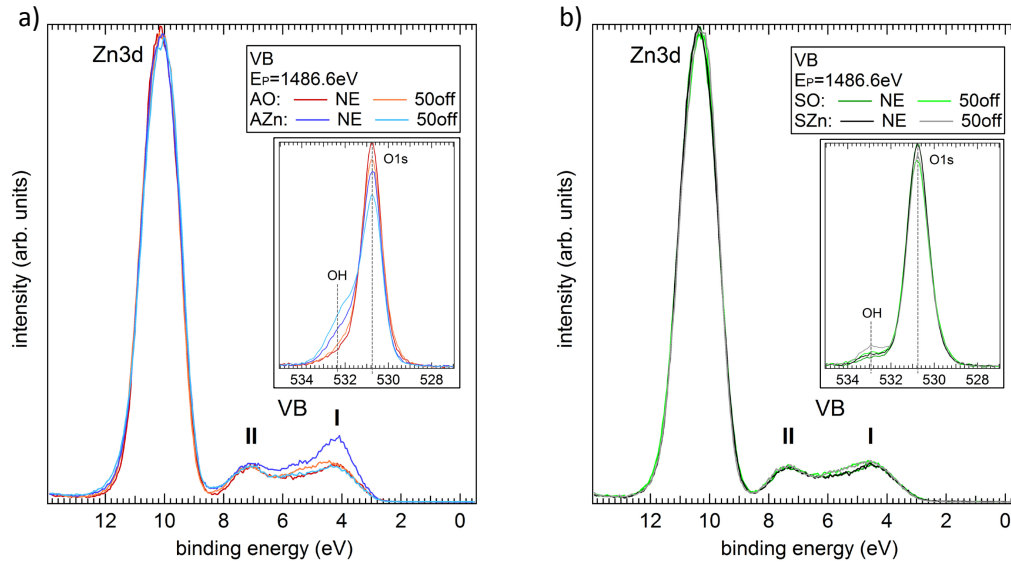 a)
Zn3d
VB
EP=1486.6eV
AO: NE 50off
AZn: NE 50off
O1s
OH
534 532 530 528
VB
II
I
intensity (arb. units)
12 10 8 6 4 2 0
binding energy (eV)
b)
Zn3d
VB
EP=1486.6eV
SO: NE 50off
SZn: NE 50off
O1s
OH
534 532 530 528
VB
II
I
intensity (arb. units)
12 10 8 6 4 2 0
binding energy (eV)